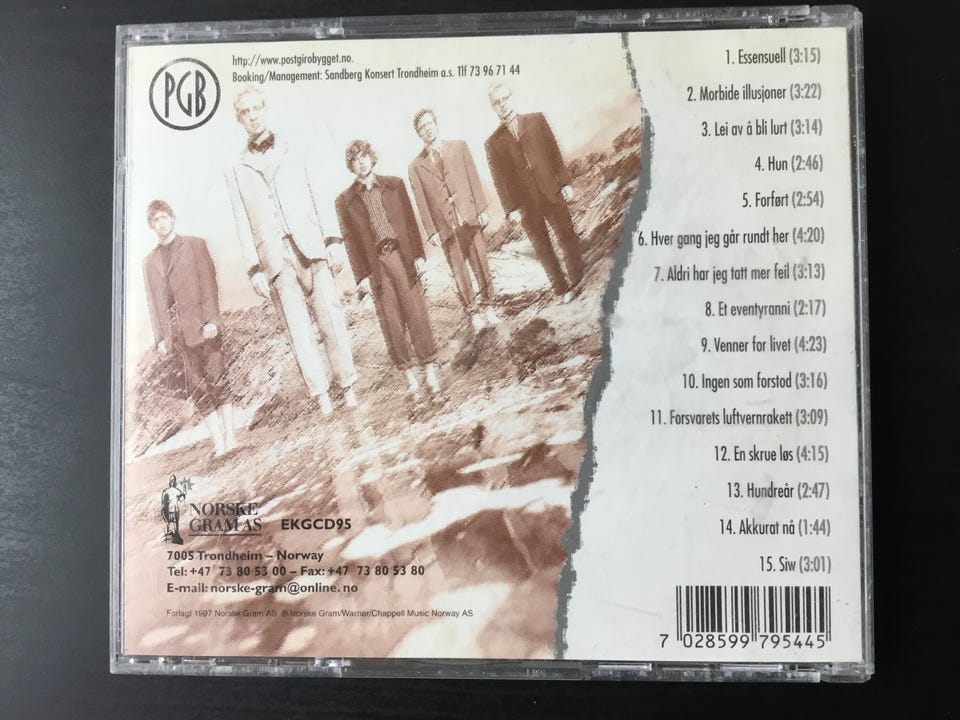 PGB
http://www.postgirobygget.no.
Booking/Management: Sandberg Konsert Trondheim a.s. Tlf 73 96 71 44
1. Essensuell (3:15)
2. Morbide illusjoner (3:22)
3. Lei av å bli lurt (3:14)
4. Hun (2:46)
5. Forført (2:54)
6. Hver gang jeg går rundt her (4:20)
7. Aldri har jeg tatt mer feil (3:13)
8. Et eventyranni (2:17)
9. Venner for livet (4:23)
10. Ingen som forstod (3:16)
11. Forsvarets luftvernrakett (3:09)
12. En skrue løs (4:15)
13. Hundreår (2:47)
14. Akkurat nå (1:44)
15. Siw (3:01)
NORSKE
GRAM AS EKGCD95
7005 Trondheim – Norway
Tel: +47 73 80 53 00 – Fax: +47 73 80 53 80
E-mail: norske-gram@online.no
Forlagt 1997 Norske Gram AS. © Norske Gram/Warner/Chappell Music Norway AS
7 028599 795445